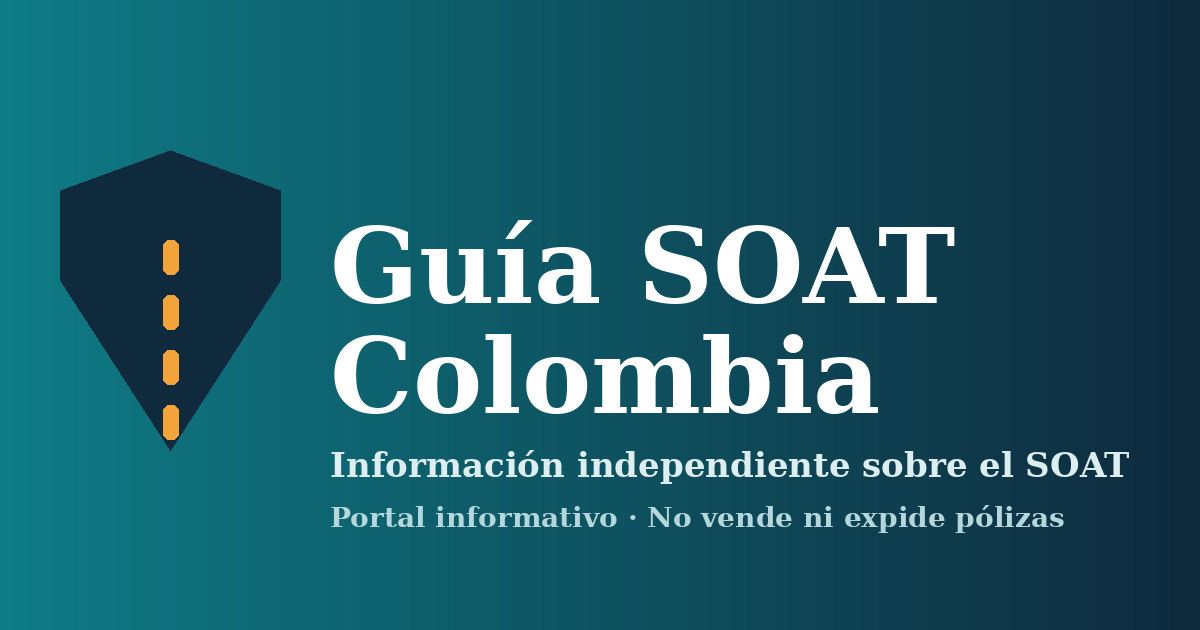 Guía SOAT
Colombia
Información independiente sobre el SOAT
Portal informativo · No vende ni expide pólizas